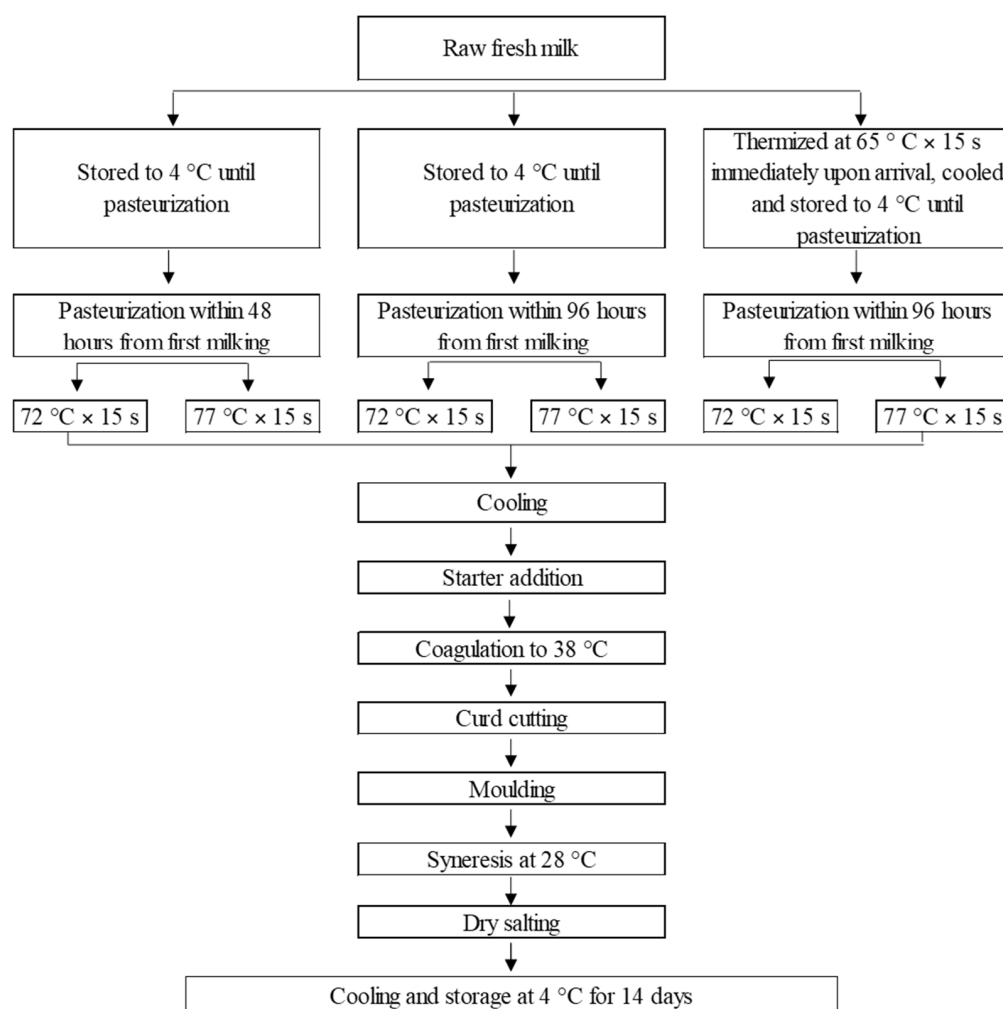 Raw fresh milk
Stored to 4 °C until
pasteurization
Stored to 4 °C until
pasteurization
Thermized at 65 ° C × 15 s
immediately upon arrival, cooled
and stored to 4 °C until
pasteurization
Pasteurization within 48
hours from first milking
Pasteurization within 96 hours
from first milking
Pasteurization within 96 hours
from first milking
72 °C × 15 s
77 °C × 15 s
72 °C × 15 s
77 °C × 15 s
72 °C × 15 s
77 °C × 15 s
Cooling
Starter addition
Coagulation to 38 °C
Curd cutting
Moulding
Syneresis at 28 °C
Dry salting
Cooling and storage at 4 °C for 14 days